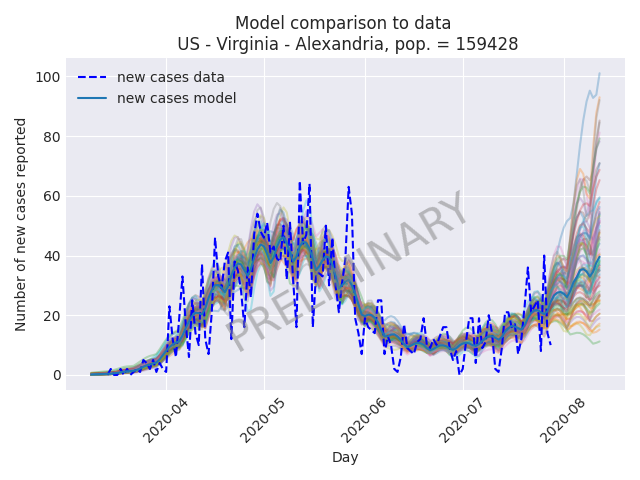 Model comparison to data
US - Virginia - Alexandria, pop. = 159428
new cases data
new cases model
PRELIMINARY
Number of new cases reported
100
80
60
40
20
0
2020-04
2020-05
2020-06
2020-07
2020-08
Day